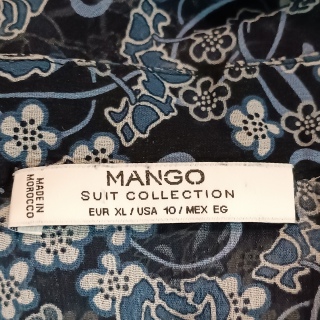 MANGO
SUIT COLLECTION
EUR XL / USA 10 / MEX EG
MADE IN
MOROCCO